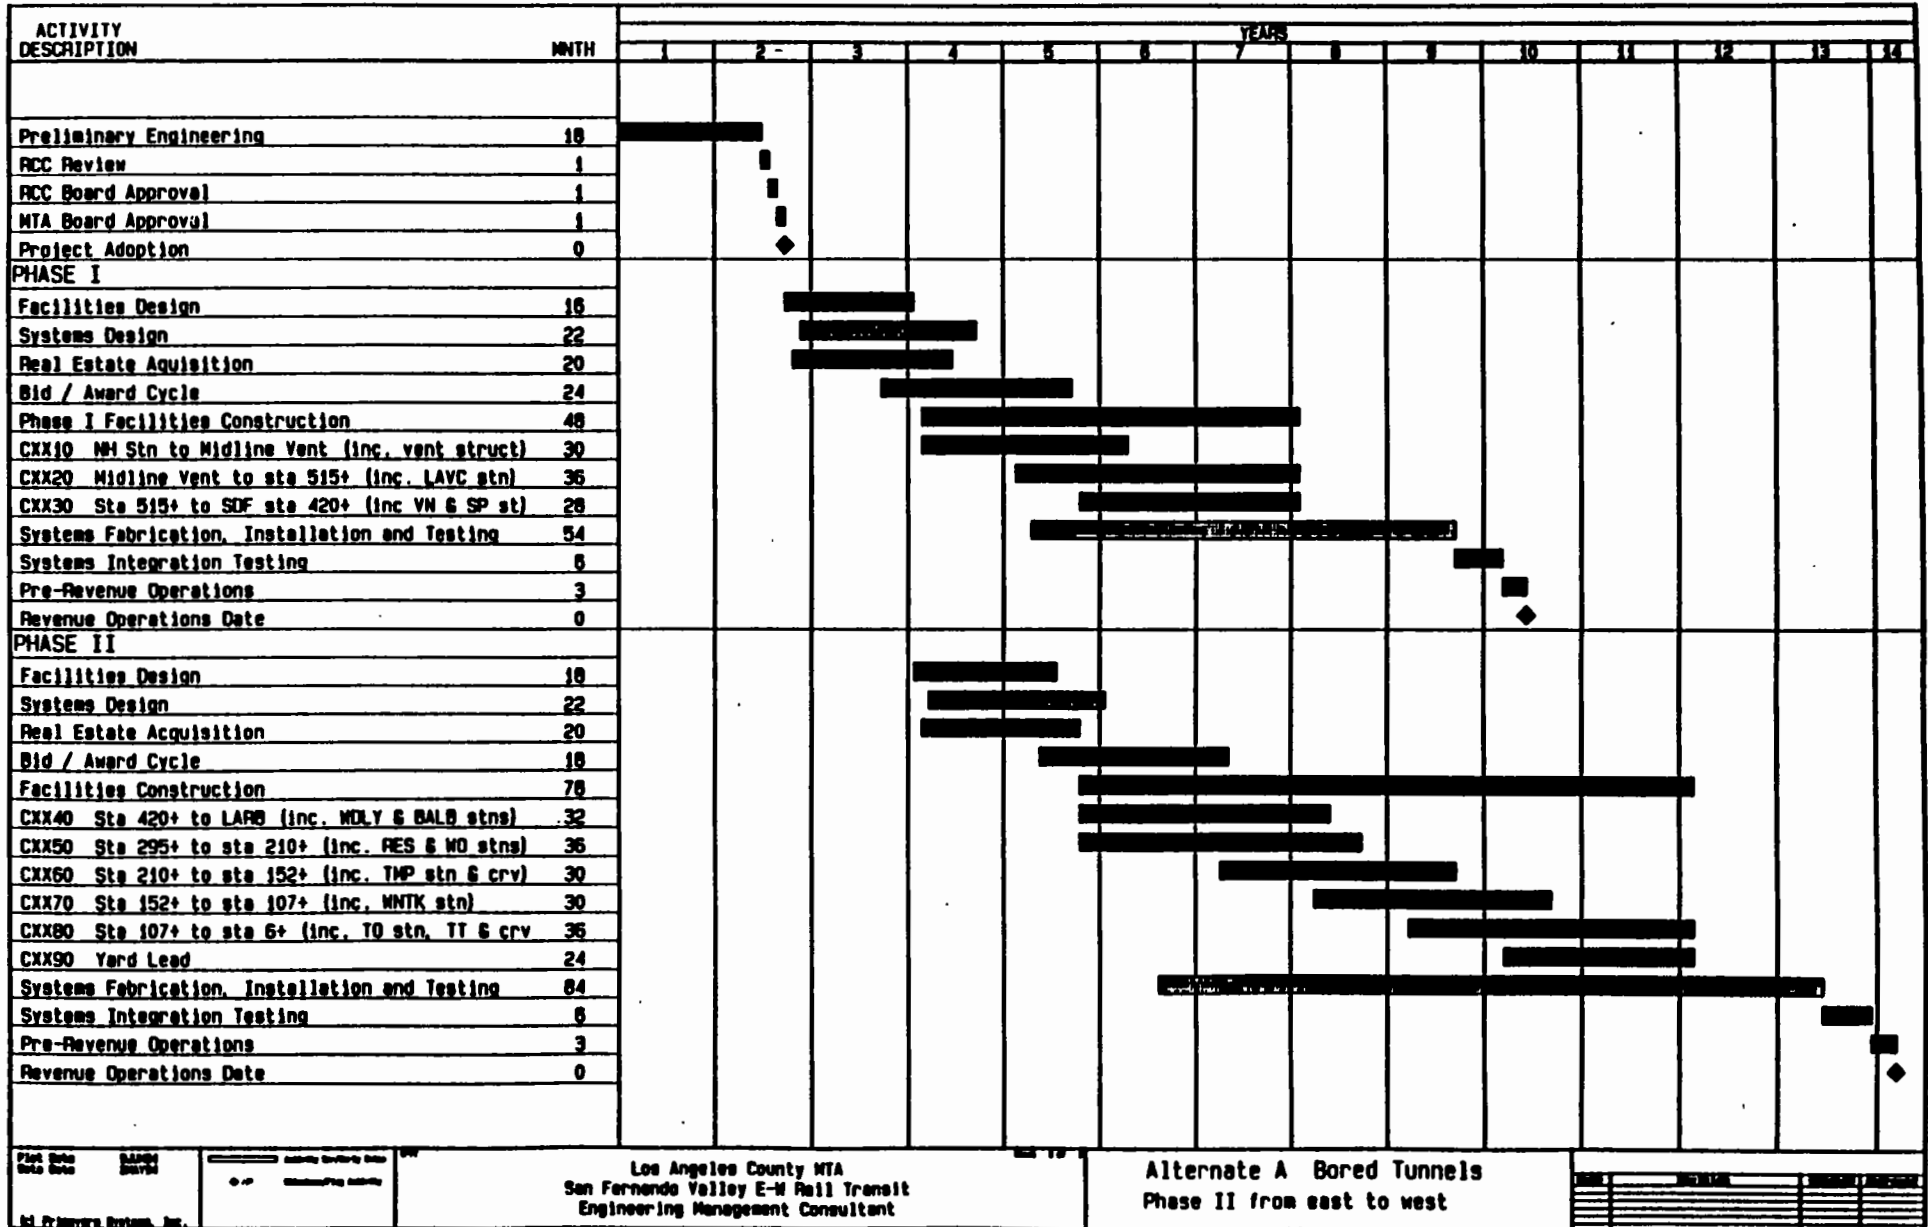 ACTIVITY
DESCRIPTION MNTH
YEARS
1 2 3 4 5 6 7 8 9 10 11 12 13 14
Preliminary Engineering 18
RCC Review 1
RCC Board Approval 1
MTA Board Approval 1
Project Adoption 0
PHASE I
Facilities Design 16
Systems Design 22
Real Estate Aquisition 20
Bid / Award Cycle 24
Phase I Facilities Construction 48
CXX10 NH Stn to Midline Vent (inc. vent struct) 30
CXX20 Midline Vent to sta 515+ (inc. LAVC stn) 36
CXX30 Sta 515+ to SDF sta 420+ (inc VN & SP st) 28
Systems Fabrication, Installation and Testing 54
Systems Integration Testing 6
Pre-Revenue Operations 3
Revenue Operations Date 0
PHASE II
Facilities Design 18
Systems Design 22
Real Estate Acquisition 20
Bid / Award Cycle 18
Facilities Construction 78
CXX40 Sta 420+ to LARB (inc. WDLY & BALB stns) 32
CXX50 Sta 295+ to sta 210+ (inc. RES & WO stns) 36
CXX60 Sta 210+ to sta 152+ (inc. TMP stn & crv) 30
CXX70 Sta 152+ to sta 107+ (inc. WNTK stn) 30
CXX80 Sta 107+ to sta 6+ (inc. TO stn, TT & crv 36
CXX90 Yard Lead 24
Systems Fabrication, Installation and Testing 84
Systems Integration Testing 6
Pre-Revenue Operations 3
Revenue Operations Date 0
Plot Date
Data Date
(c) Primavera Systems, Inc.
Los Angeles County MTA
San Fernando Valley E-W Rail Transit
Engineering Management Consultant
Alternate A Bored Tunnels
Phase II from east to west